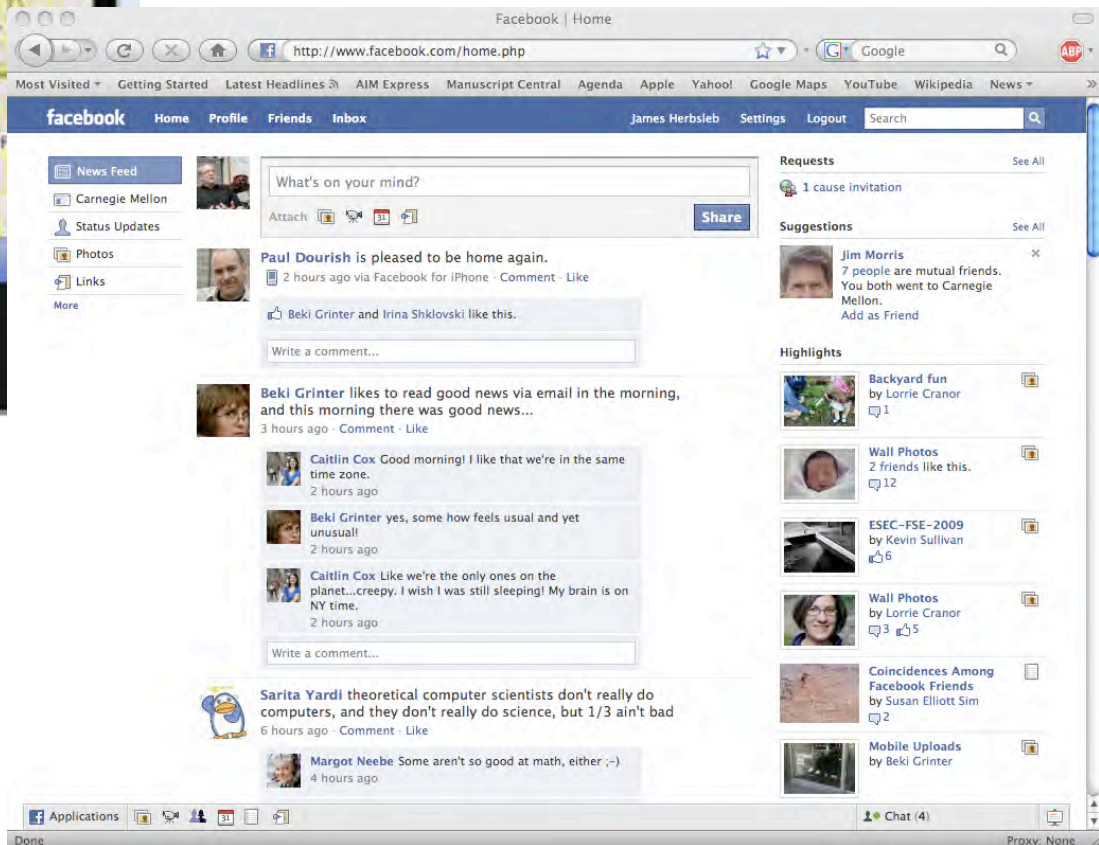 Facebook | Home
http://www.facebook.com/home.php
Google
ABP
Most Visited Getting Started Latest Headlines AIM Express Manuscript Central Agenda Apple Yahoo! Google Maps YouTube Wikipedia News »
facebook Home Profile Friends Inbox James Herbsleb Settings Logout Search
News Feed
Carnegie Mellon
Status Updates
Photos
Links
More
What's on your mind?
Attach 31 Share
Paul Dourish is pleased to be home again.
2 hours ago via Facebook for iPhone · Comment · Like
Beki Grinter and Irina Shklovski like this.
Write a comment...
Beki Grinter likes to read good news via email in the morning,
and this morning there was good news...
3 hours ago · Comment · Like
Caitlin Cox Good morning! I like that we're in the same
time zone.
2 hours ago
Beki Grinter yes, some how feels usual and yet
unusual!
2 hours ago
Caitlin Cox Like we're the only ones on the
planet...creepy. I wish I was still sleeping! My brain is on
NY time.
2 hours ago
Write a comment...
Sarita Yardi theoretical computer scientists don't really do
computers, and they don't really do science, but 1/3 ain't bad
6 hours ago · Comment · Like
Margot Neebe Some aren't so good at math, either ;-)
4 hours ago
Requests See All
1 cause invitation
Suggestions See All
Jim Morris
7 people are mutual friends.
You both went to Carnegie
Mellon.
Add as Friend
Highlights
Backyard fun
by Lorrie Cranor
1
Wall Photos
2 friends like this.
12
ESEC-FSE-2009
by Kevin Sullivan
6
Wall Photos
by Lorrie Cranor
3 5
Coincidences Among
Facebook Friends
by Susan Elliott Sim
2
Mobile Uploads
by Beki Grinter
Applications 31 Chat (4)
Done Proxy: None